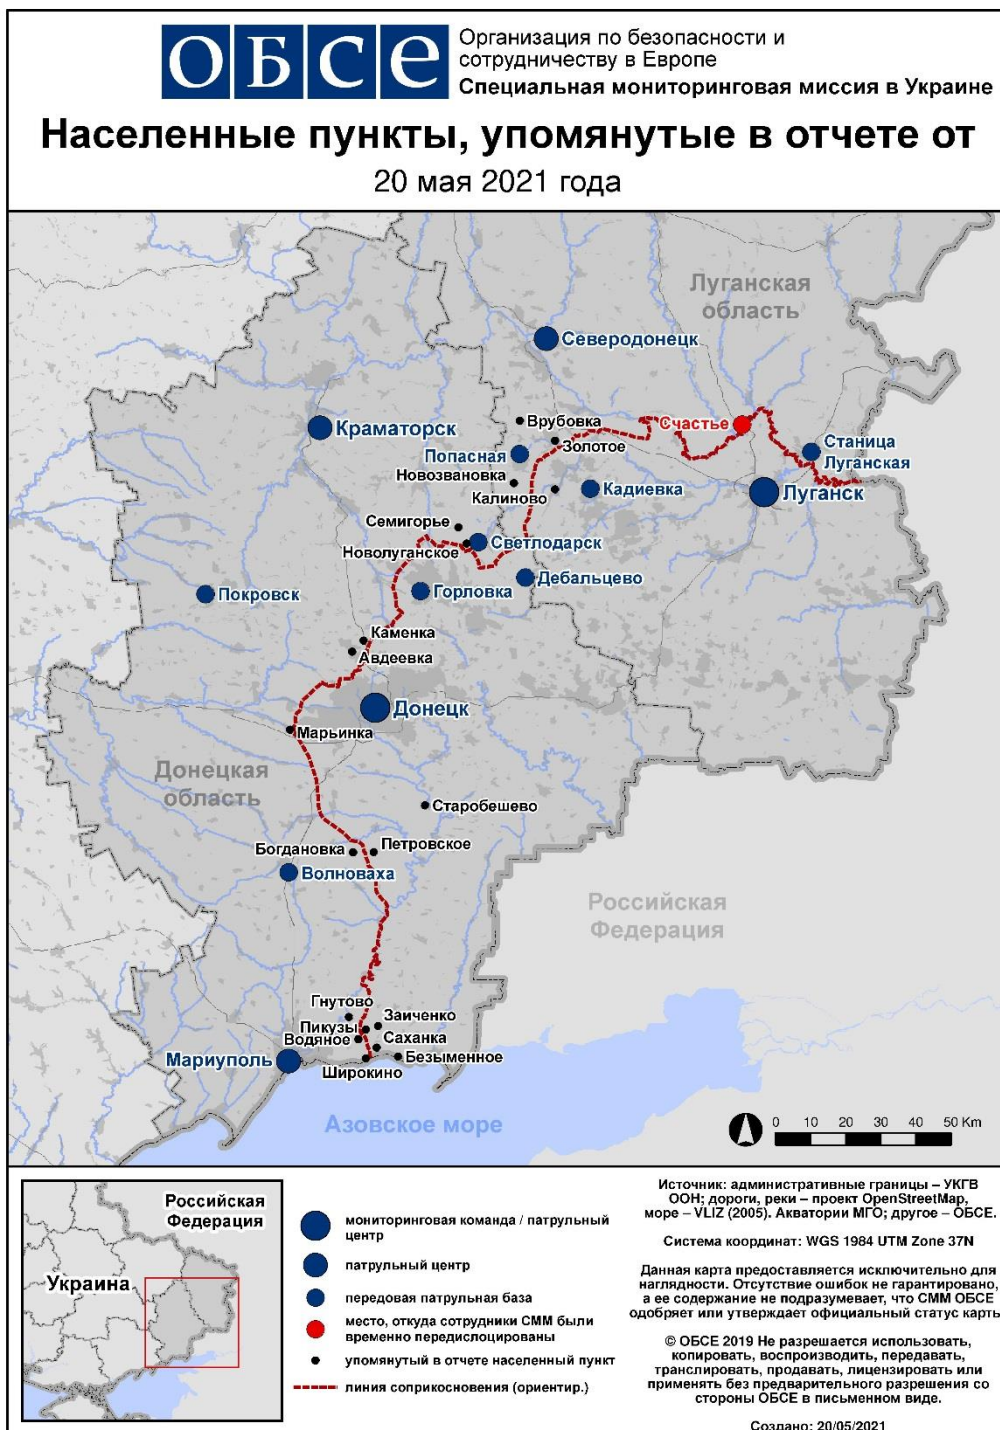 ОБСЕ
Организация по безопасности и
сотрудничеству в Европе
Специальная мониторинговая миссия в Украине
Населенные пункты, упомянутые в отчете от
20 мая 2021 года
Луганская
область
Северодонецк
Врубовка
Счастье
Краматорск
Золотое
Станица
Луганская
Попасная
Новозвановка
Кадиевка
Луганск
Калиново
Семигорье
Светлодарск
Новолуганское
Дебальцево
Горловка
Покровск
Каменка
Авдеевка
Донецк
Марьинка
Донецкая
область
Старобешево
Богдановка
Петровское
Волноваха
Российская
Федерация
Гнутово
Заиченко
Пикузы
Водяное
Саханка
Мариуполь
Безыменное
Широкино
Азовское море
0 10 20 30 40 50 Km
Российская
Федерация
Украина
мониторинговая команда / патрульный
центр
патрульный центр
передовая патрульная база
место, откуда сотрудники СММ были
временно передислоцированы
упомянутый в отчете населенный пункт
линия соприкосновения (ориентир.)
Источник: административные границы – УКГВ
ООН; дороги, реки – проект OpenStreetMap,
море – VLIZ (2005). Акватории МГО; другое – ОБСЕ.
Система координат: WGS 1984 UTM Zone 37N
Данная карта предоставляется исключительно для
наглядности. Отсутствие ошибок не гарантировано,
а ее содержание не подразумевает, что СММ ОБСЕ
одобряет или утверждает официальный статус карты
© ОБСЕ 2019 Не разрешается использовать,
копировать, воспроизводить, передавать,
транслировать, продавать, лицензировать или
применять без предварительного разрешения со
стороны ОБСЕ в письменном виде.
Создано: 20/05/2021